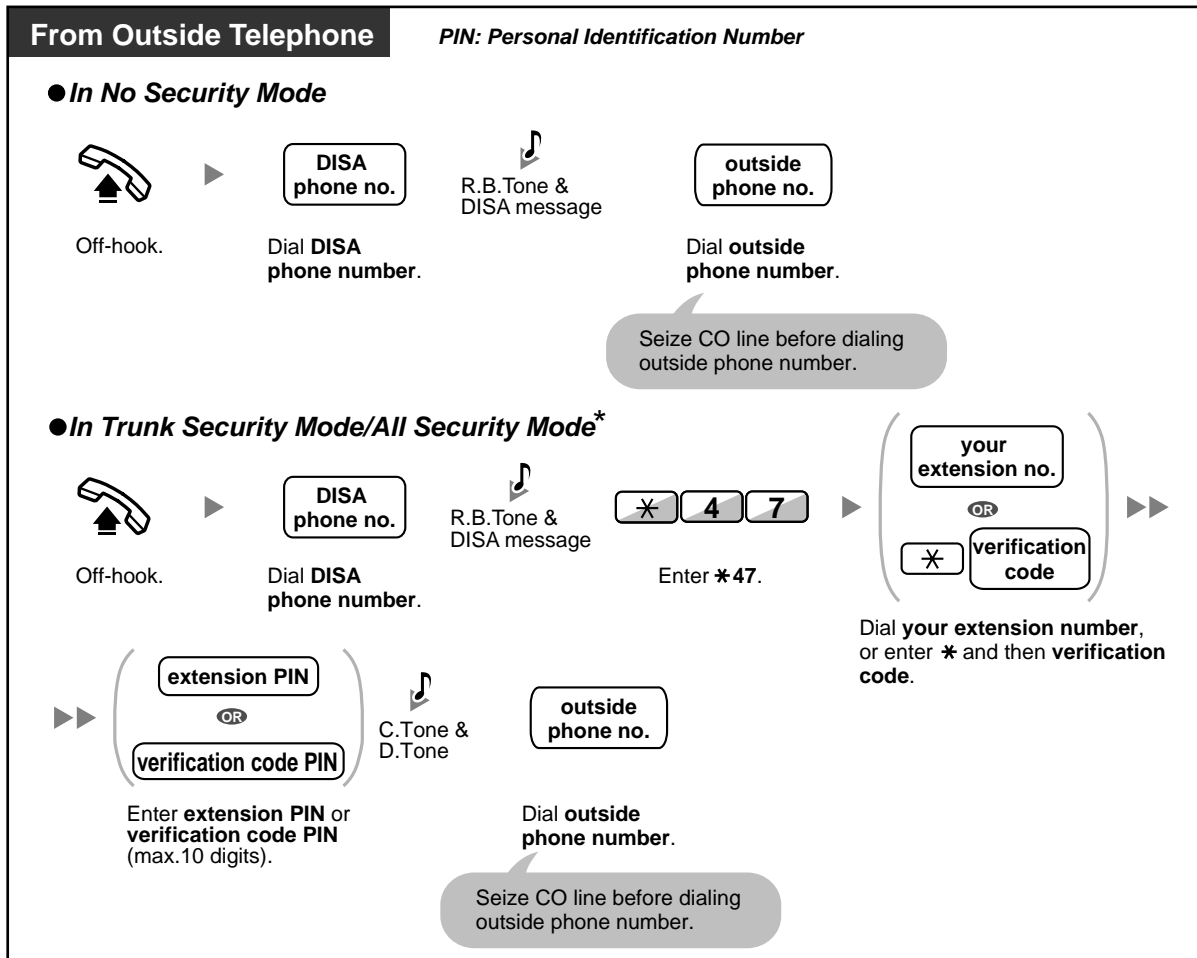 From Outside Telephone
PIN: Personal Identification Number
●In No Security Mode
DISA
phone no.
R.B.Tone &
DISA message
outside
phone no.
Off-hook.
Dial DISA
phone number.
Dial outside
phone number.
Seize CO line before dialing
outside phone number.
●In Trunk Security Mode/All Security Mode*
DISA
phone no.
R.B.Tone &
DISA message
* 4 7
your
extension no.
OR
* verification
code
Off-hook.
Dial DISA
phone number.
Enter *47.
Dial your extension number,
or enter * and then verification
code.
extension PIN
OR
verification code PIN
C.Tone &
D.Tone
outside
phone no.
Enter extension PIN or
verification code PIN
(max.10 digits).
Dial outside
phone number.
Seize CO line before dialing
outside phone number.